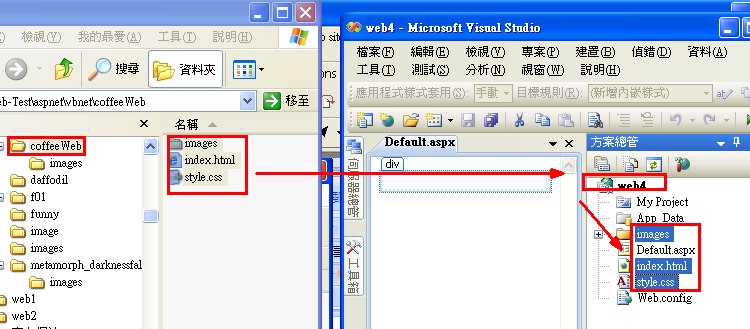 檢視(V) 我的最愛(A) 工具(T) 說明(H)
搜尋 資料夾
eb-Test\aspnet\vbnet\coffeeWeb
移至
名稱
coffeeWeb
images
daffodil
f01
funny
image
images
metamorph_darknessfal
images
web1
web2
images
index.html
style.css
web4 - Microsoft Visual Studio
檔案(F) 編輯(E) 檢視(V) 專案(P) 建置(B) 偵錯(D) 資料(A)
工具(T) 測試(S) 分析(N) 視窗(W) 說明(H)
應用程式樣式套用(S): 手動 目標規則(R): (新增內嵌樣式)
伺服器總管
工具箱
Default.aspx
div
方案總管
web4
My Project
App_Data
images
Default.aspx
index.html
style.css
Web.config